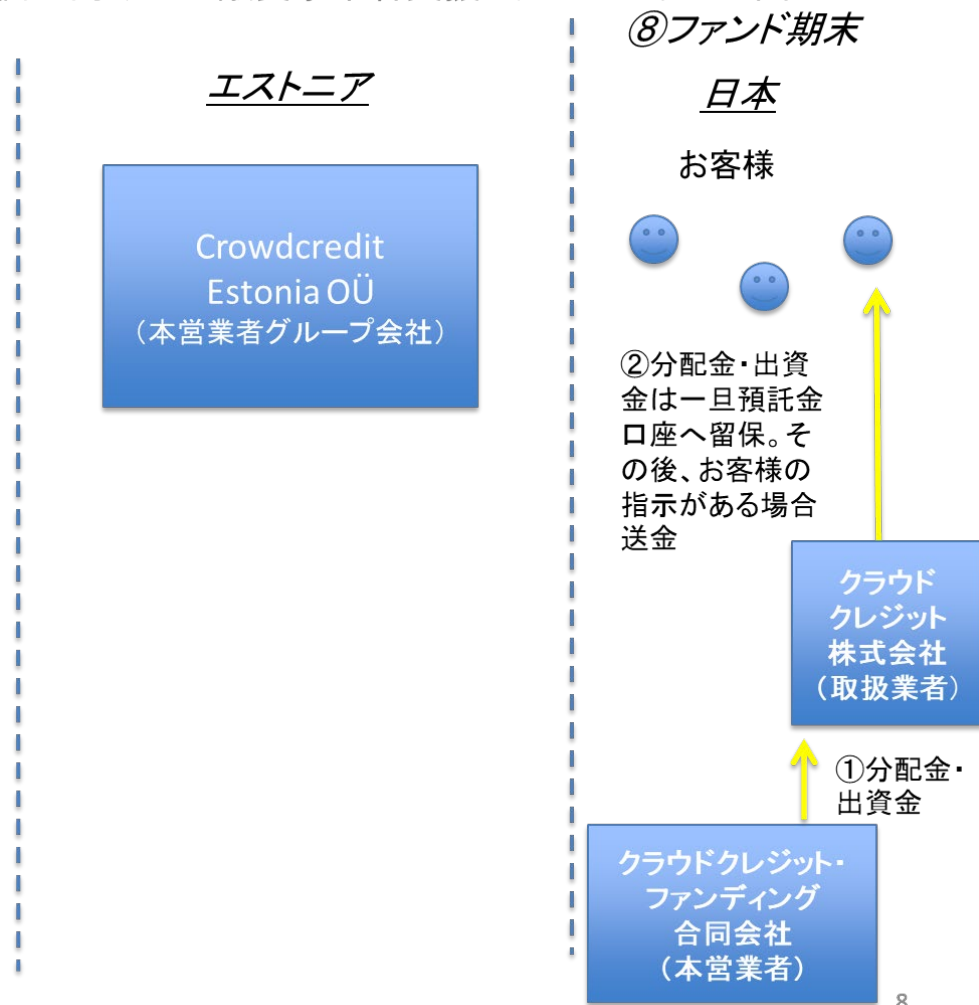 ⑧ファンド期末
エストニア
日本
お客様
Crowdcredit
Estonia OÜ
（本営業者グループ会社）
②分配金・出資
金は一旦預託金
口座へ留保。そ
の後、お客様の
指示がある場合
送金
クラウド
クレジット
株式会社
（取扱業者）
①分配金・
出資金
クラウドクレジット・
ファンディング
合同会社
（本営業者）
8